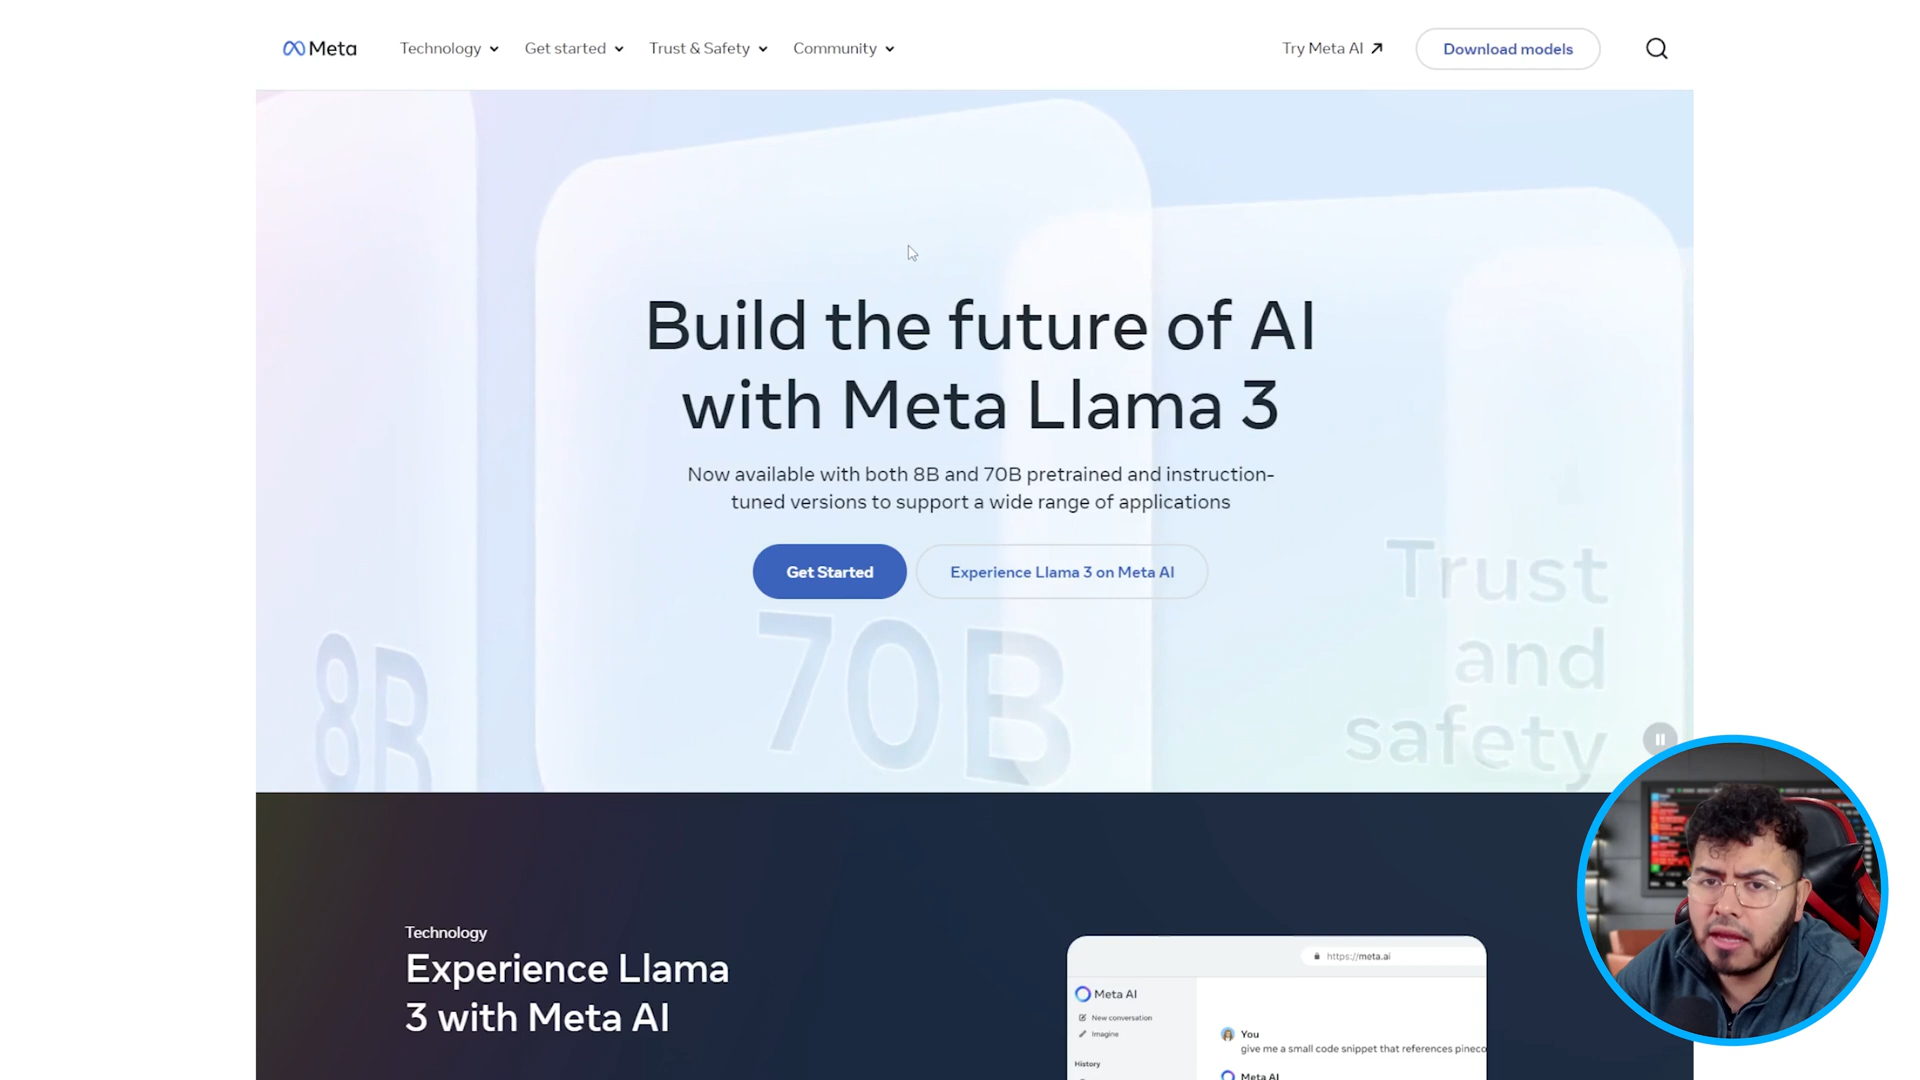 Meta
Technology
Get started
Trust & Safety
Community
Try Meta AI
Download models
Build the future of AI
with Meta Llama 3
Now available with both 8B and 70B pretrained and instruction-
tuned versions to support a wide range of applications
Get Started
Experience Llama 3 on Meta AI
8B
70B
Trust
and
safety
Technology
Experience Llama
3 with Meta AI
https://meta.ai
Meta AI
New conversation
Imagine
History
You
give me a small code snippet that references pineco
Meta AI